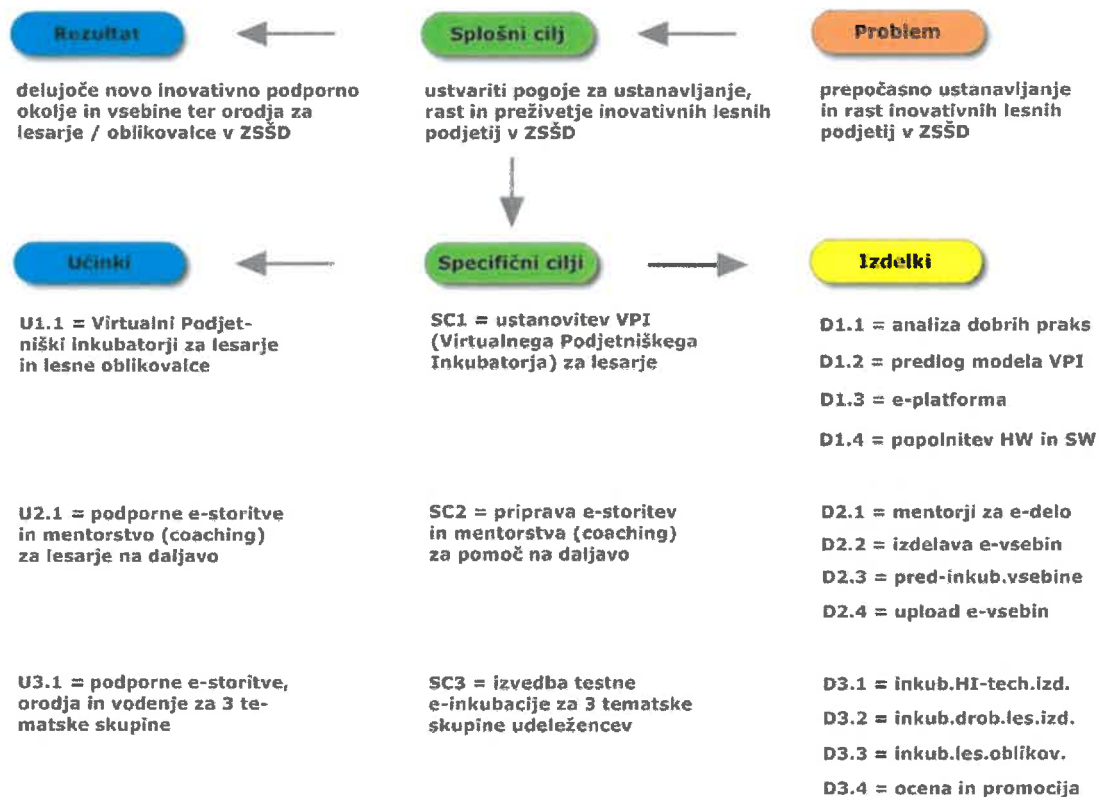 Rezultat
Splošni cilj
Problem
delujoče novo inovativno podporno
okolje in vsebine ter orodja za
lesarje / oblikovalce v ZSŠD
ustvariti pogoje za ustanavljanje,
rast in preživetje inovativnih lesnih
podjetij v ZSŠD
prepočasno ustanavljanje
in rast inovativnih lesnih
podjetij v ZSŠD
Učinki
Specifični cilji
Izdelki
U1.1 = Virtualni Podjet-
niški inkubatorji za lesarje
in lesne oblikovalce
SC1 = ustanovitev VPI
(Virtualnega Podjetniškega
Inkubatorja) za lesarje
D1.1 = analiza dobrih praks
D1.2 = predlog modela VPI
D1.3 = e-platforma
D1.4 = popolnitev HW in SW
U2.1 = podporne e-storitve
in mentorstvo (coaching)
za lesarje na daljavo
SC2 = priprava e-storitev
in mentorstva (coaching)
za pomoč na daljavo
D2.1 = mentorji za e-delo
D2.2 = izdelava e-vsebin
D2.3 = pred-inkub.vsebine
D2.4 = upload e-vsebin
U3.1 = podporne e-storitve,
orodja in vodenje za 3 te-
matske skupine
SC3 = izvedba testne
e-inkubacije za 3 tematske
skupine udeležencev
D3.1 = inkub.HI-tech.izd.
D3.2 = inkub.drob.les.izd.
D3.3 = inkub.les.oblikov.
D3.4 = ocena in promocija